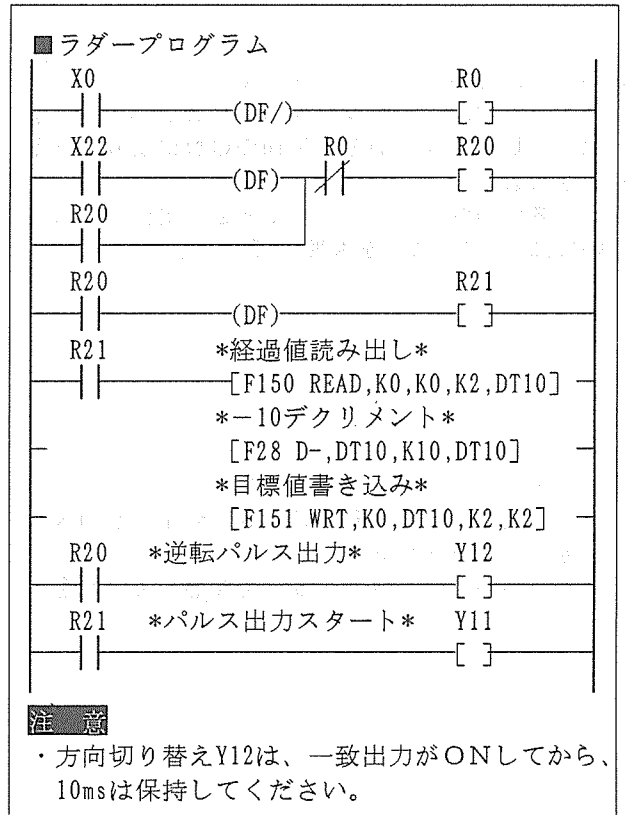 ■ラダープログラム
X0 R0
(DF/) [ ]
X22 R0 R20
(DF) [ ]
R20
R20 R21
(DF) [ ]
R21 *経過値読み出し*
[F150 READ,K0,K0,K2,DT10]
*－10デクリメント*
[F28 D-,DT10,K10,DT10]
*目標値書き込み*
[F151 WRT,K0,DT10,K2,K2]
R20 *逆転パルス出力* Y12
[ ]
R21 *パルス出力スタート* Y11
[ ]
注 意
・方向切り替えY12は、一致出力がONしてから、
10msは保持してください。